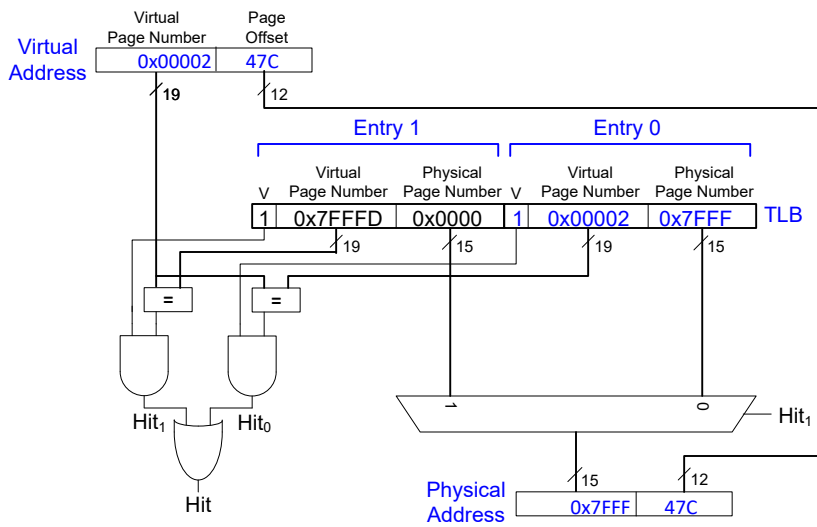 Virtual Page
Page Number Offset
Virtual Address 0x00002 47C
19 12
Entry 1 Entry 0
Virtual Physical Virtual Physical
V Page Number Page Number V Page Number Page Number
1 0x7FFFD 0x0000 1 0x00002 0x7FFF TLB
19 15 19 15
= =
1 0
Hit1 Hit0 Hit1
Hit
15 12
Physical Address 0x7FFF 47C